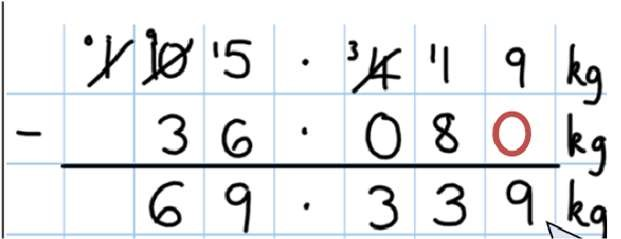 ⁰1̸ ⁹1̸0̸ ¹5 . ³4̸ ¹1 9 kg
− 3 6 . 0 8 0 kg
6 9 . 3 3 9 kg